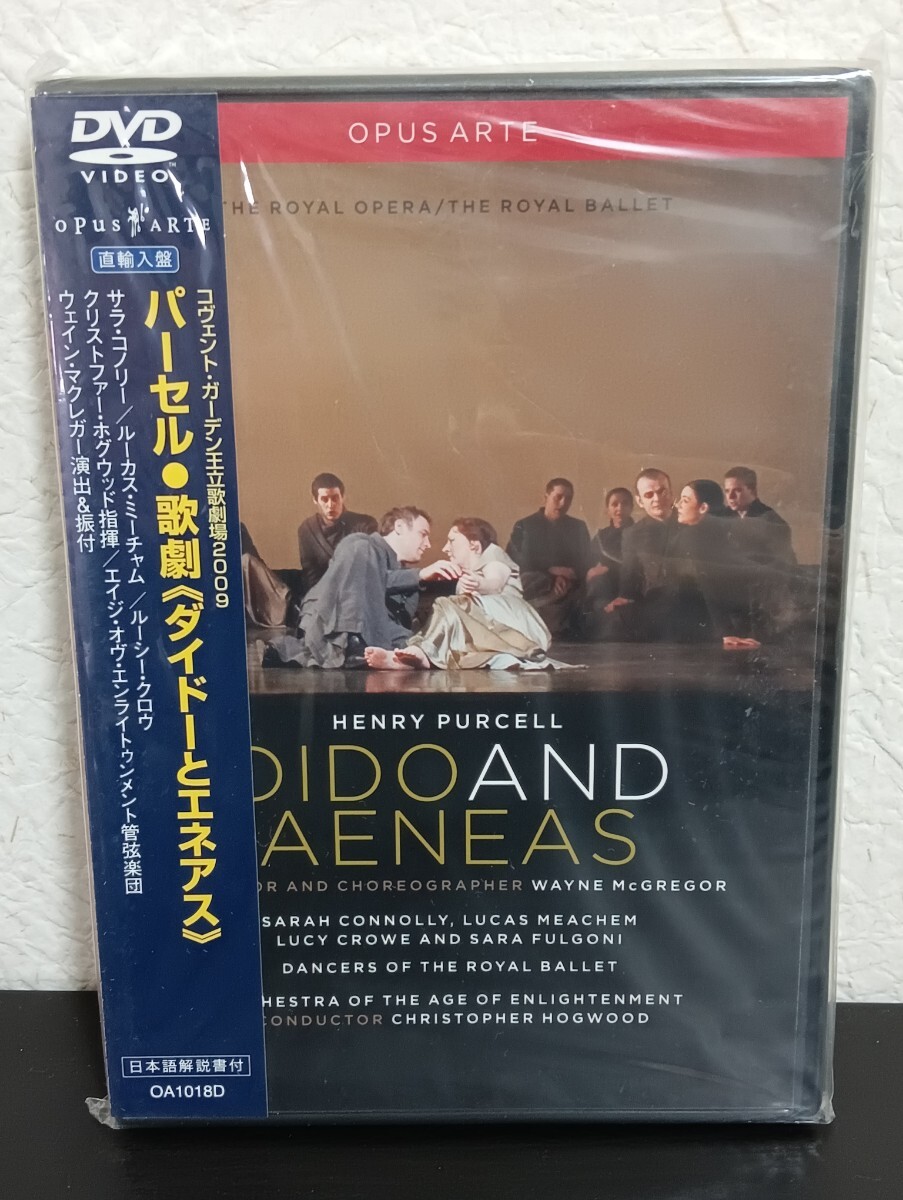 DVD
VIDEO™
OPUS ARTE
直輸入盤
コヴェント・ガーデン王立歌劇場2009
パーセル●歌劇《ダイドーとエネアス》
サラ・コノリー/ルーカス・ミーチャム/ルーシー・クロウ
クリストファー・ホグウッド指揮/エイジ・オヴ・エンライトゥンメント管弦楽団
ウェイン・マクレガー演出&振付
日本語解説書付
OA1018D
OPUS ARTE
THE ROYAL OPERA/THE ROYAL BALLET
HENRY PURCELL
DIDO AND
AENEAS
OR AND CHOREOGRAPHER WAYNE McGREGOR
SARAH CONNOLLY, LUCAS MEACHEM
LUCY CROWE AND SARA FULGONI
DANCERS OF THE ROYAL BALLET
HESTRA OF THE AGE OF ENLIGHTENMENT
CONDUCTOR CHRISTOPHER HOGWOOD